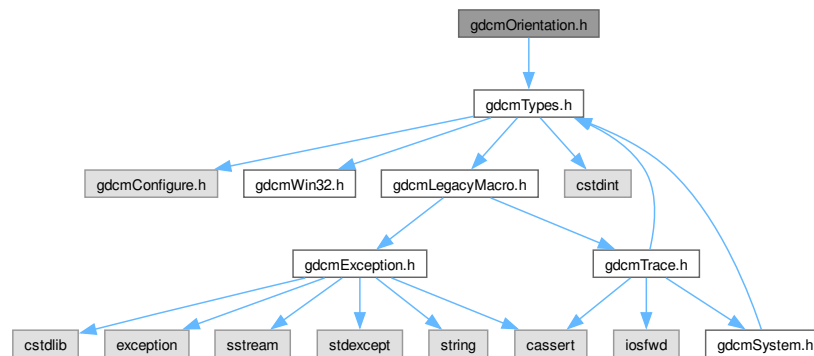 gdcmOrientation.h
gdcmTypes.h
gdcmConfigure.h
gdcmWin32.h
gdcmLegacyMacro.h
cstdint
gdcmException.h
gdcmTrace.h
cstdlib
exception
sstream
stdexcept
string
cassert
iosfwd
gdcmSystem.h